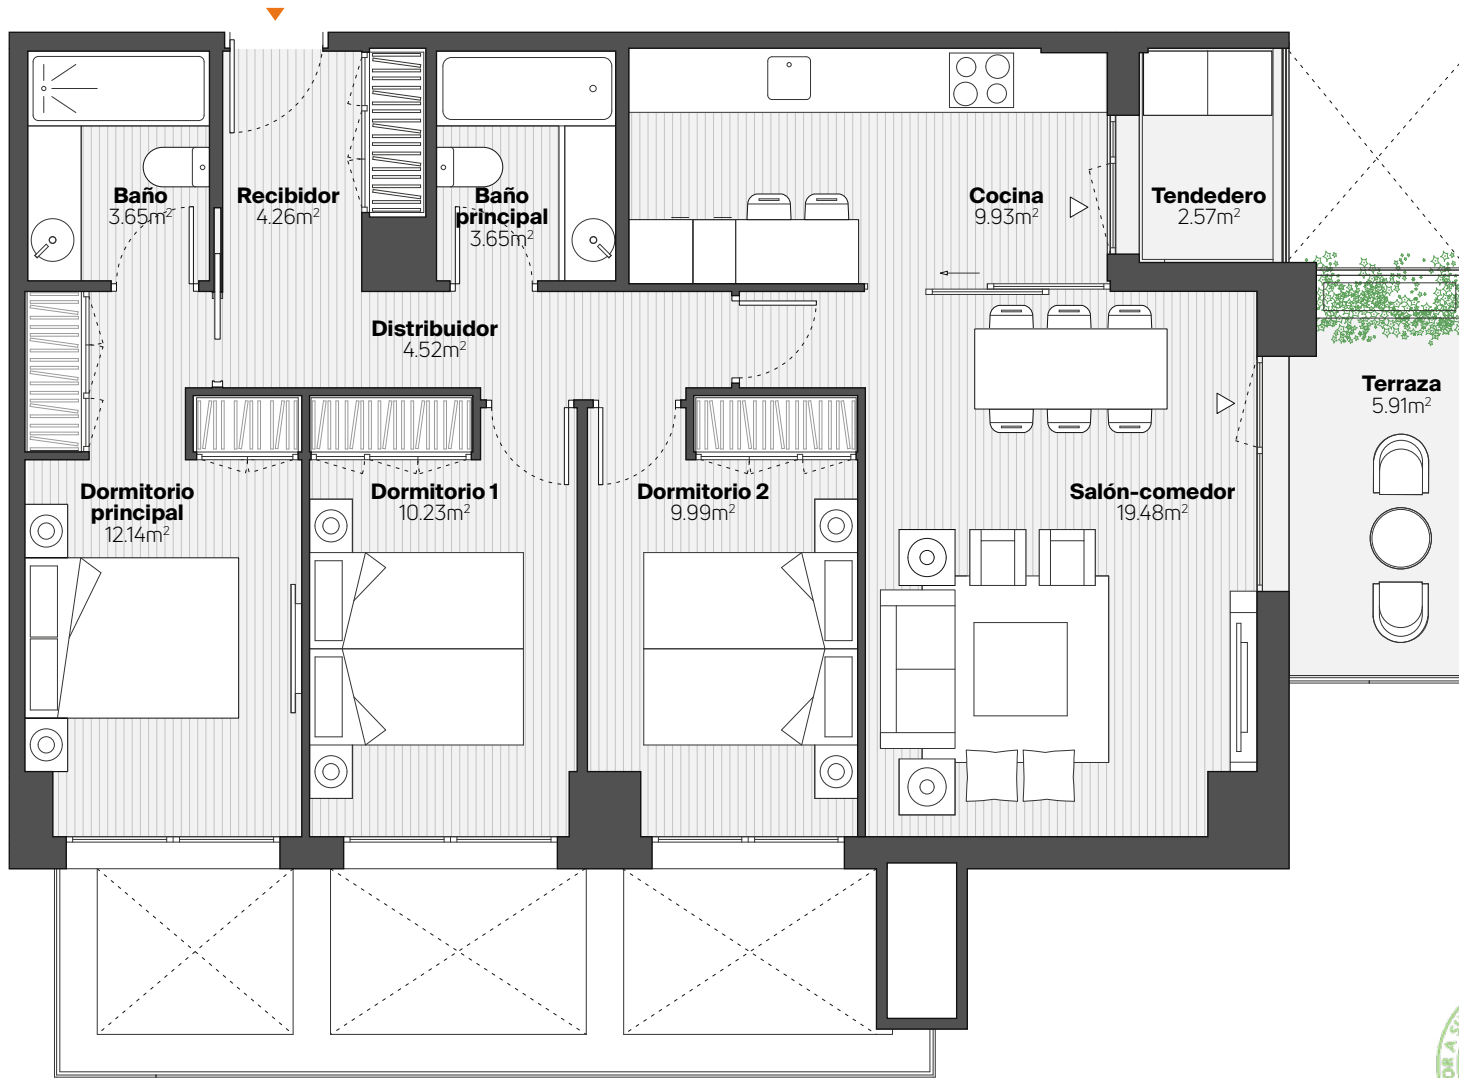 Baño
3.65m²
Recibidor
4.26m²
Baño
principal
3.65m²
Cocina
9.93m²
Tendedero
2.57m²
Distribuidor
4.52m²
Terraza
5.91m²
Dormitorio
principal
12.14m²
Dormitorio 1
10.23m²
Dormitorio 2
9.99m²
Salón-comedor
19.48m²